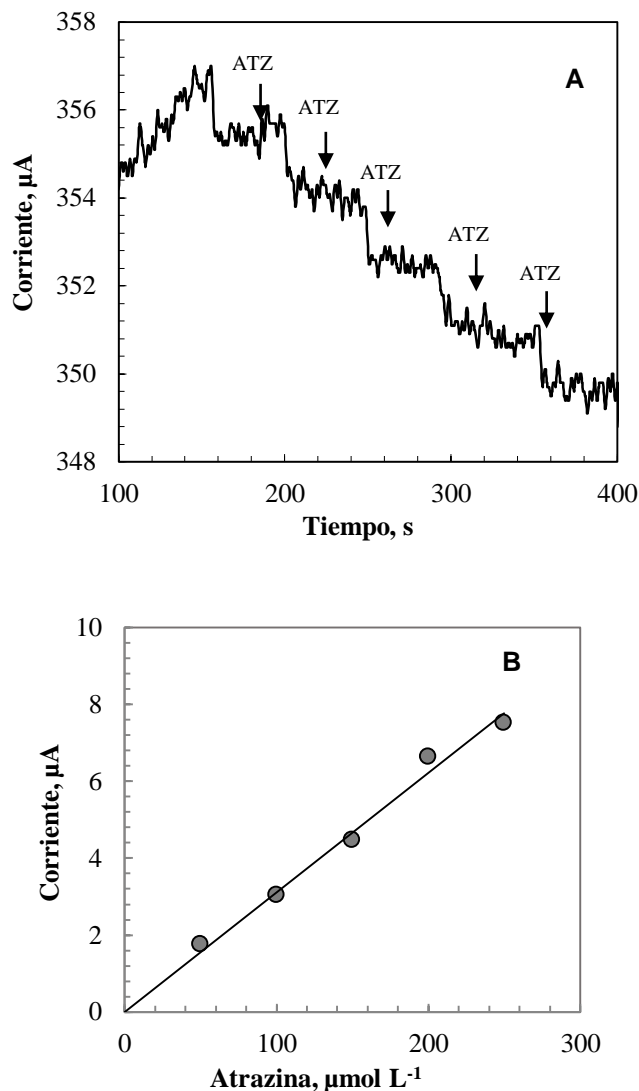 358
A
ATZ
356
ATZ
ATZ
354
ATZ
ATZ
352
350
348
Corriente, µA
100 200 300 400
Tiempo, s
10
B
8
6
4
2
0
Corriente, µA
0 100 200 300
Atrazina, µmol L-1